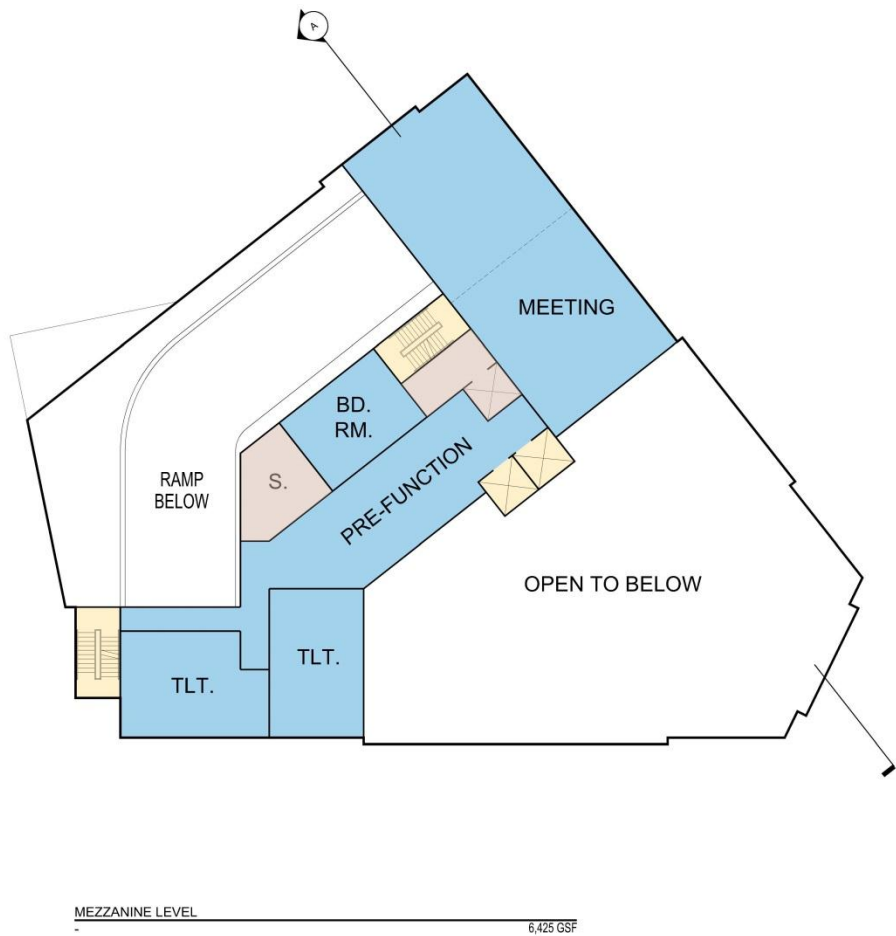 A
MEETING
BD.
RM.
S.
RAMP
BELOW
PRE-FUNCTION
OPEN TO BELOW
TLT.
TLT.
MEZZANINE LEVEL
-
6,425 GSF